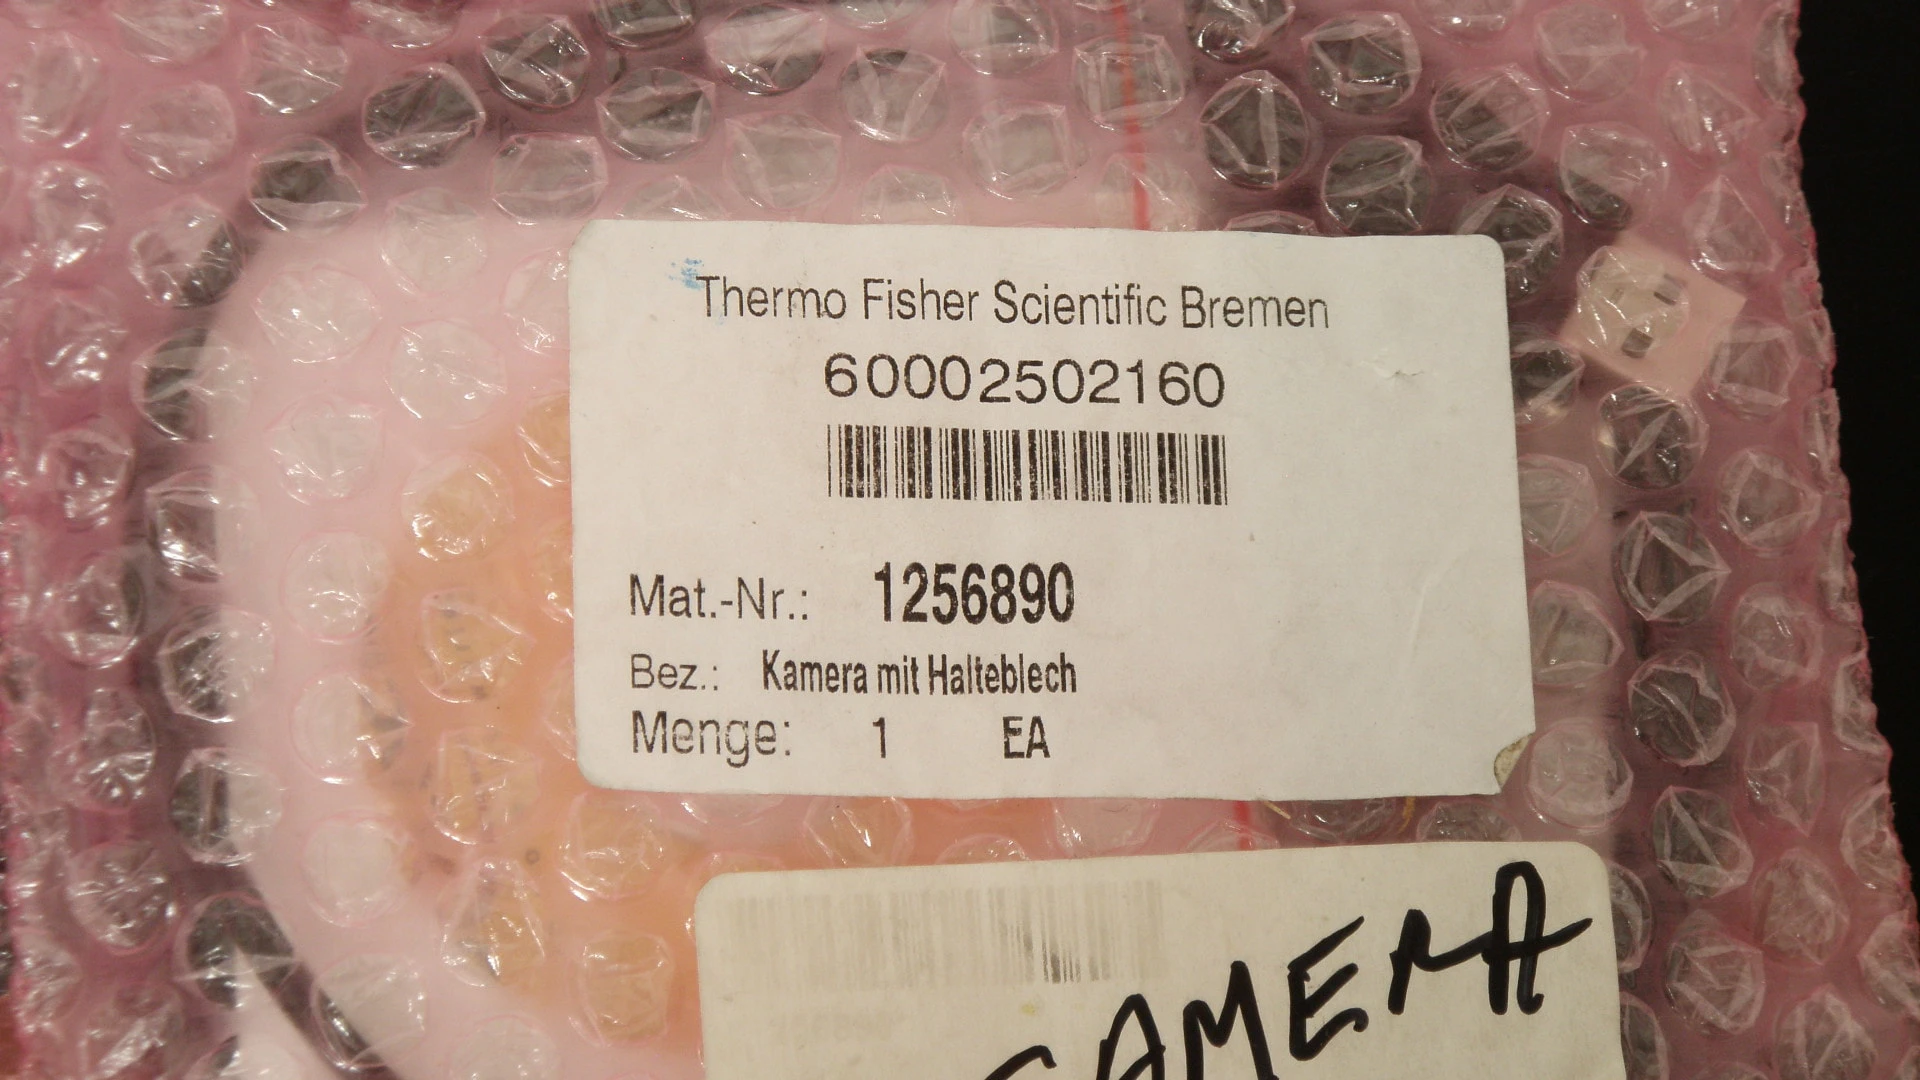 Thermo Fisher Scientific Bremen
60002502160
Mat.-Nr.: 1256890
Bez.: Kamera mit Halteblech
Menge: 1 EA
CAMERA